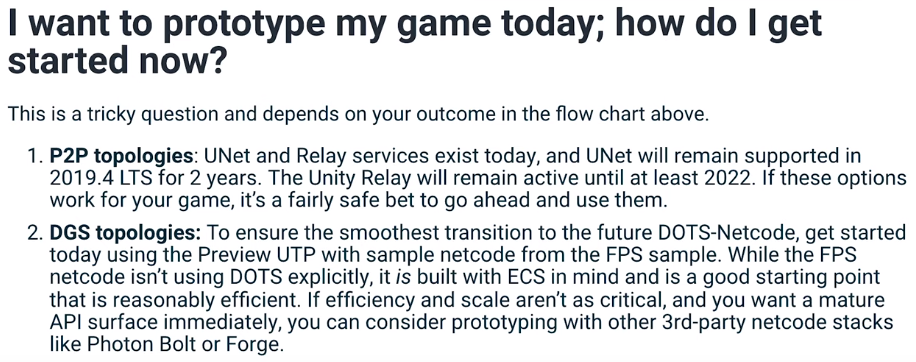 I want to prototype my game today; how do I get
started now?
This is a tricky question and depends on your outcome in the flow chart above.
1. P2P topologies: UNet and Relay services exist today, and UNet will remain supported in
2019.4 LTS for 2 years. The Unity Relay will remain active until at least 2022. If these options
work for your game, it's a fairly safe bet to go ahead and use them.
2. DGS topologies: To ensure the smoothest transition to the future DOTS-Netcode, get started
today using the Preview UTP with sample netcode from the FPS sample. While the FPS
netcode isn't using DOTS explicitly, it is built with ECS in mind and is a good starting point
that is reasonably efficient. If efficiency and scale aren't as critical, and you want a mature
API surface immediately, you can consider prototyping with other 3rd-party netcode stacks
like Photon Bolt or Forge.